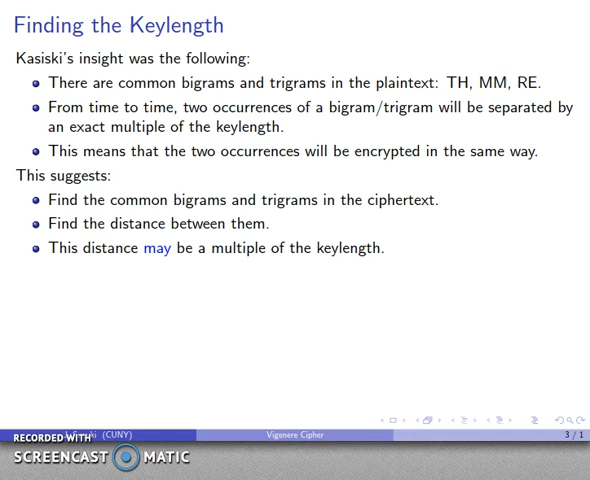 Finding the Keylength
Kasiski's insight was the following:
There are common bigrams and trigrams in the plaintext: TH, MM, RE.
From time to time, two occurrences of a bigram/trigram will be separated by
an exact multiple of the keylength.
This means that the two occurrences will be encrypted in the same way.
This suggests:
Find the common bigrams and trigrams in the ciphertext.
Find the distance between them.
This distance may be a multiple of the keylength.
(CUNY)
Vigenere Cipher
3 / 1
RECORDED WITH
SCREENCAST MATIC